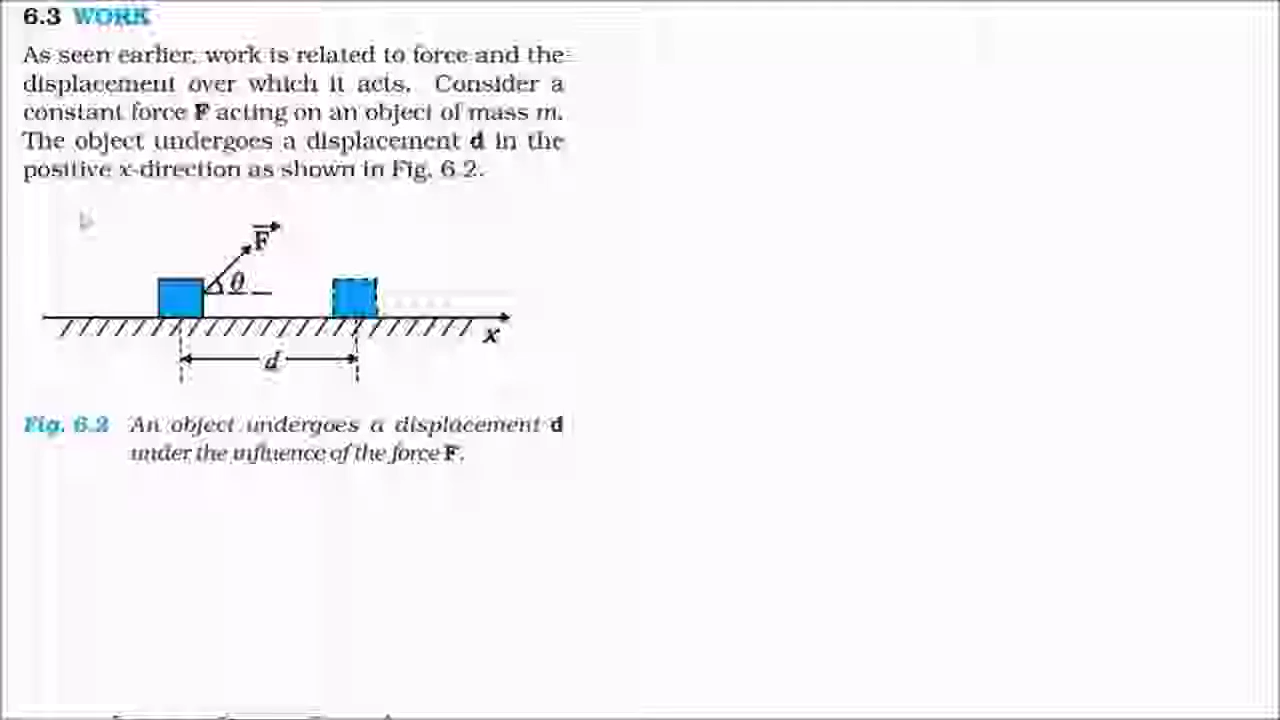 6.3 WORK
As seen earlier, work is related to force and the
displacement over which it acts. Consider a
constant force F acting on an object of mass m.
The object undergoes a displacement d in the
positive x-direction as shown in Fig. 6.2.
F
θ
x
d
Fig. 6.2 An object undergoes a displacement d
under the influence of the force F.